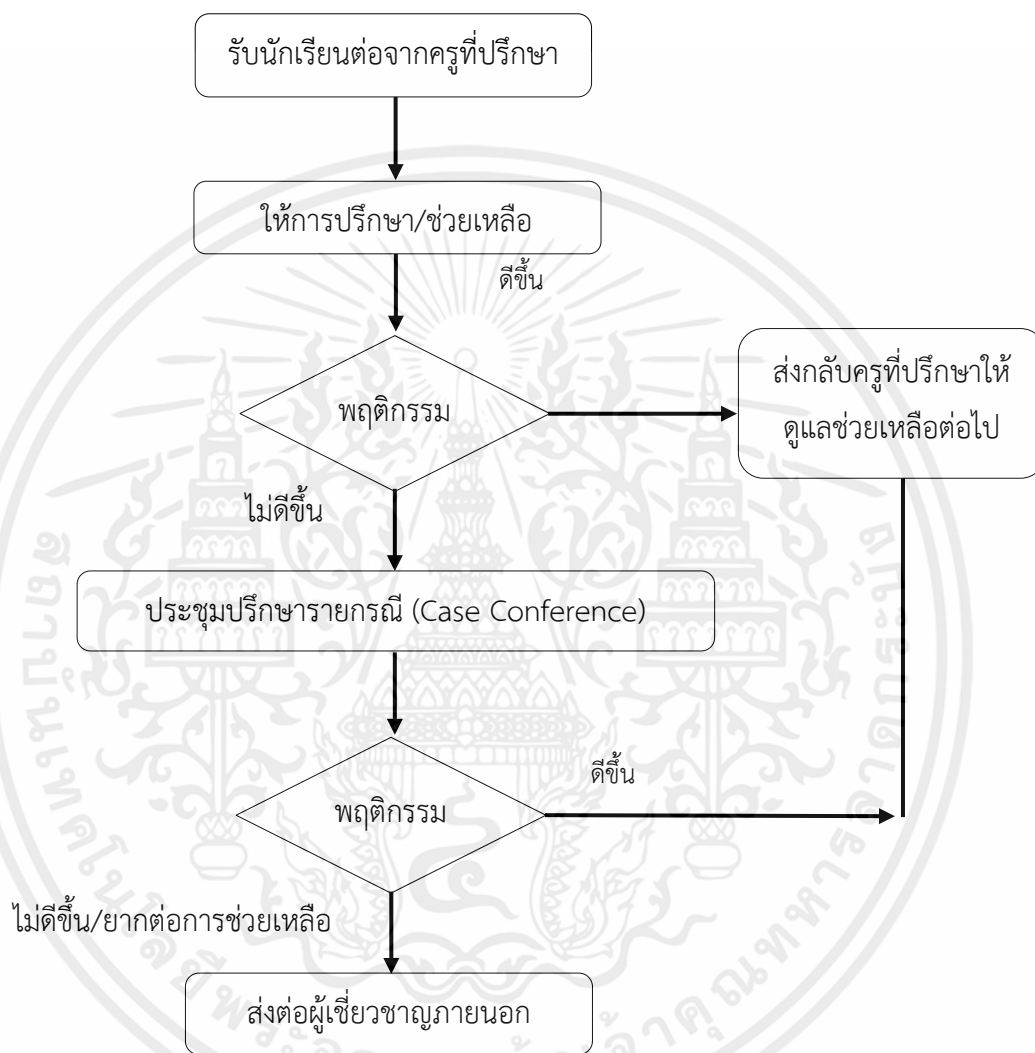 รับนักเรียนต่อจากครูที่ปรึกษา
ให้การปรึกษา/ช่วยเหลือ
ดีขึ้น
พฤติกรรม
ส่งกลับครูที่ปรึกษาให้
ดูแลช่วยเหลือต่อไป
ไม่ดีขึ้น
ประชุมปรึกษารายกรณี (Case Conference)
พฤติกรรม
ดีขึ้น
ไม่ดีขึ้น/ยากต่อการช่วยเหลือ
ส่งต่อผู้เชี่ยวชาญภายนอก